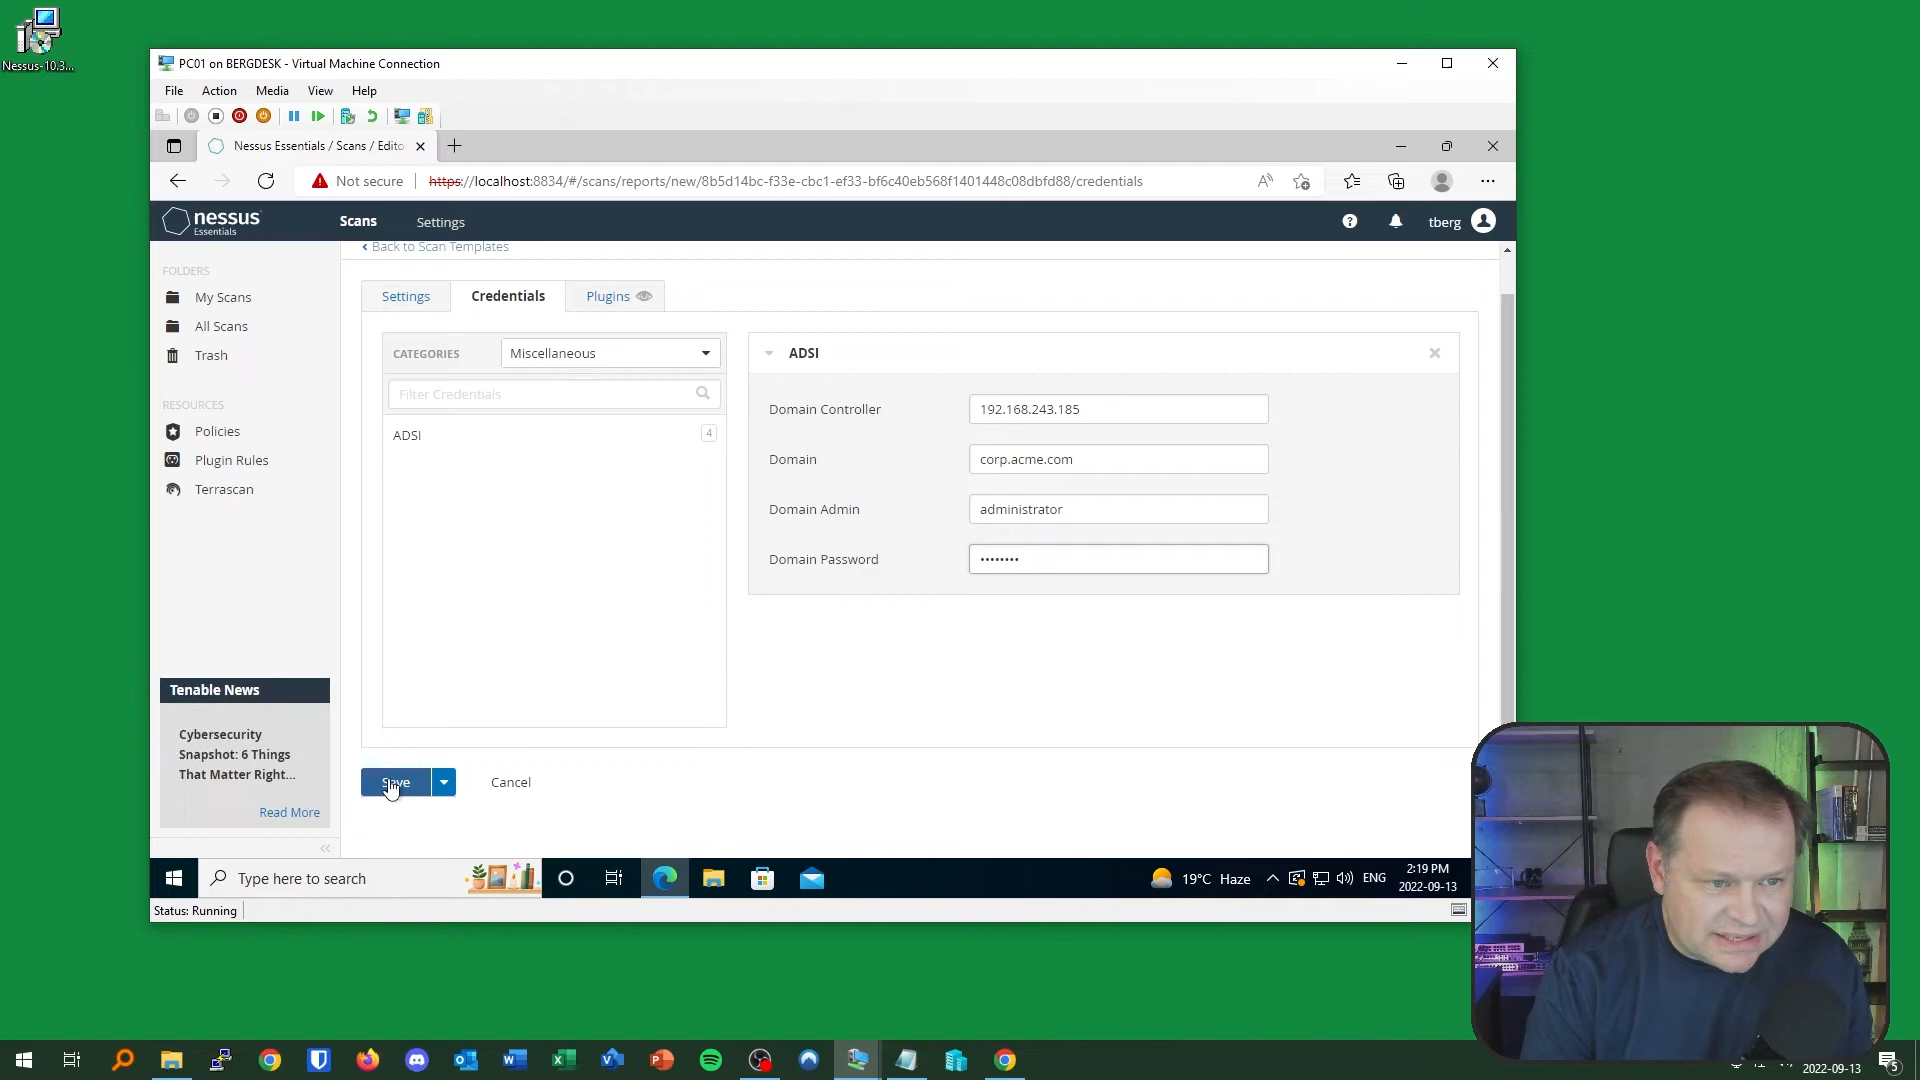 Nessus-10.3...
PC01 on BERGDESK - Virtual Machine Connection
File Action Media View Help
Nessus Essentials / Scans / Edito
Not secure https://localhost:8834/#/scans/reports/new/8b5d14bc-f33e-cbc1-ef33-bf6c40eb568f1401448c08dbfd88/credentials
nessus
Essentials
Scans Settings
tberg
Back to Scan Templates
FOLDERS
My Scans
All Scans
Trash
RESOURCES
Policies
Plugin Rules
Terrascan
Settings Credentials Plugins
CATEGORIES Miscellaneous
Filter Credentials
ADSI 4
ADSI
Domain Controller 192.168.243.185
Domain corp.acme.com
Domain Admin administrator
Domain Password ••••••••
Tenable News
Cybersecurity
Snapshot: 6 Things
That Matter Right...
Read More
Save Cancel
Type here to search
19°C Haze
ENG
2:19 PM
2022-09-13
Status: Running
2022-09-13
5